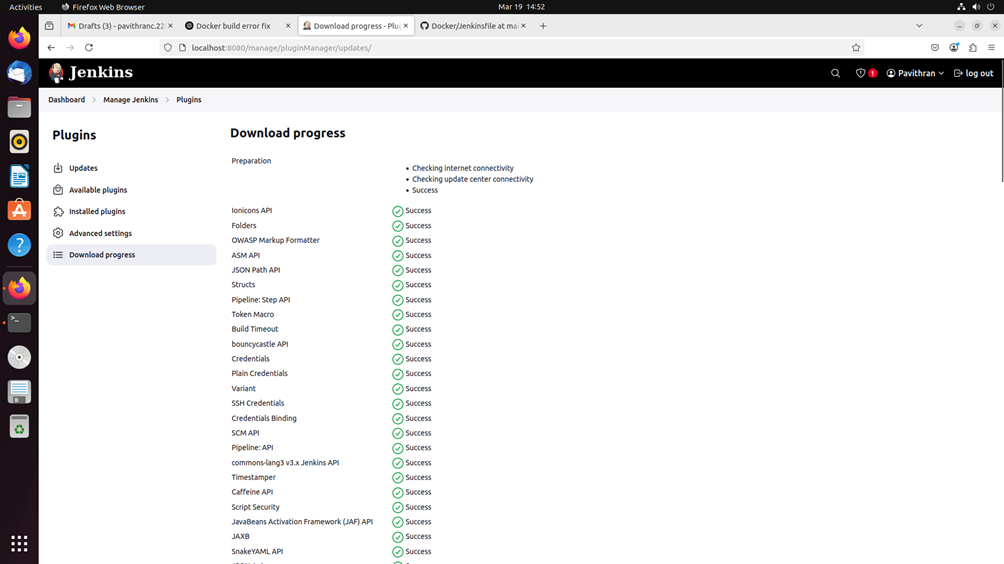 Activities
Firefox Web Browser
Mar 19 14:52
Drafts (3) - pavithranc.22
Docker build error fix
Download progress - Plu
Docker/Jenkinsfile at ma
localhost:8080/manage/pluginManager/updates/
Jenkins
1
Pavithran
log out
Dashboard
Manage Jenkins
Plugins
Plugins
Updates
Available plugins
Installed plugins
Advanced settings
Download progress
Download progress
Preparation
Checking internet connectivity
Checking update center connectivity
Success
Ionicons API Success
Folders Success
OWASP Markup Formatter Success
ASM API Success
JSON Path API Success
Structs Success
Pipeline: Step API Success
Token Macro Success
Build Timeout Success
bouncycastle API Success
Credentials Success
Plain Credentials Success
Variant Success
SSH Credentials Success
Credentials Binding Success
SCM API Success
Pipeline: API Success
commons-lang3 v3.x Jenkins API Success
Timestamper Success
Caffeine API Success
Script Security Success
JavaBeans Activation Framework (JAF) API Success
JAXB Success
SnakeYAML API Success